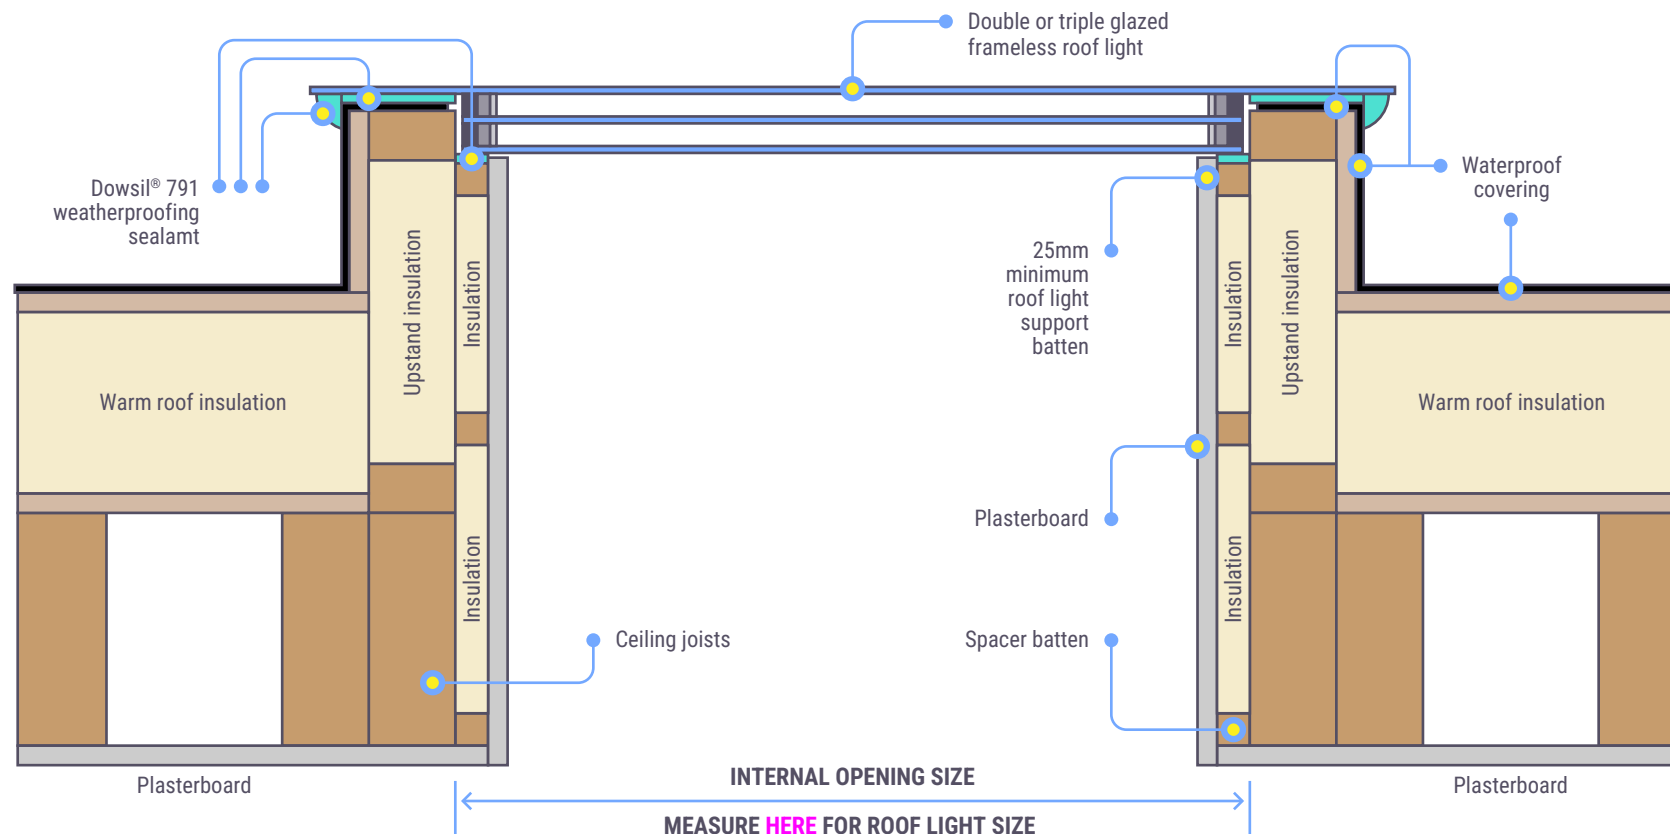 Double or triple glazed
frameless roof light
Dowsil® 791
weatherproofing
sealamt
Waterproof
covering
25mm
minimum
roof light
support
batten
Upstand insulation
Insulation
Insulation
Upstand insulation
Warm roof insulation
Warm roof insulation
Plasterboard
Insulation
Insulation
Ceiling joists
Spacer batten
Plasterboard
INTERNAL OPENING SIZE
Plasterboard
MEASURE HERE FOR ROOF LIGHT SIZE